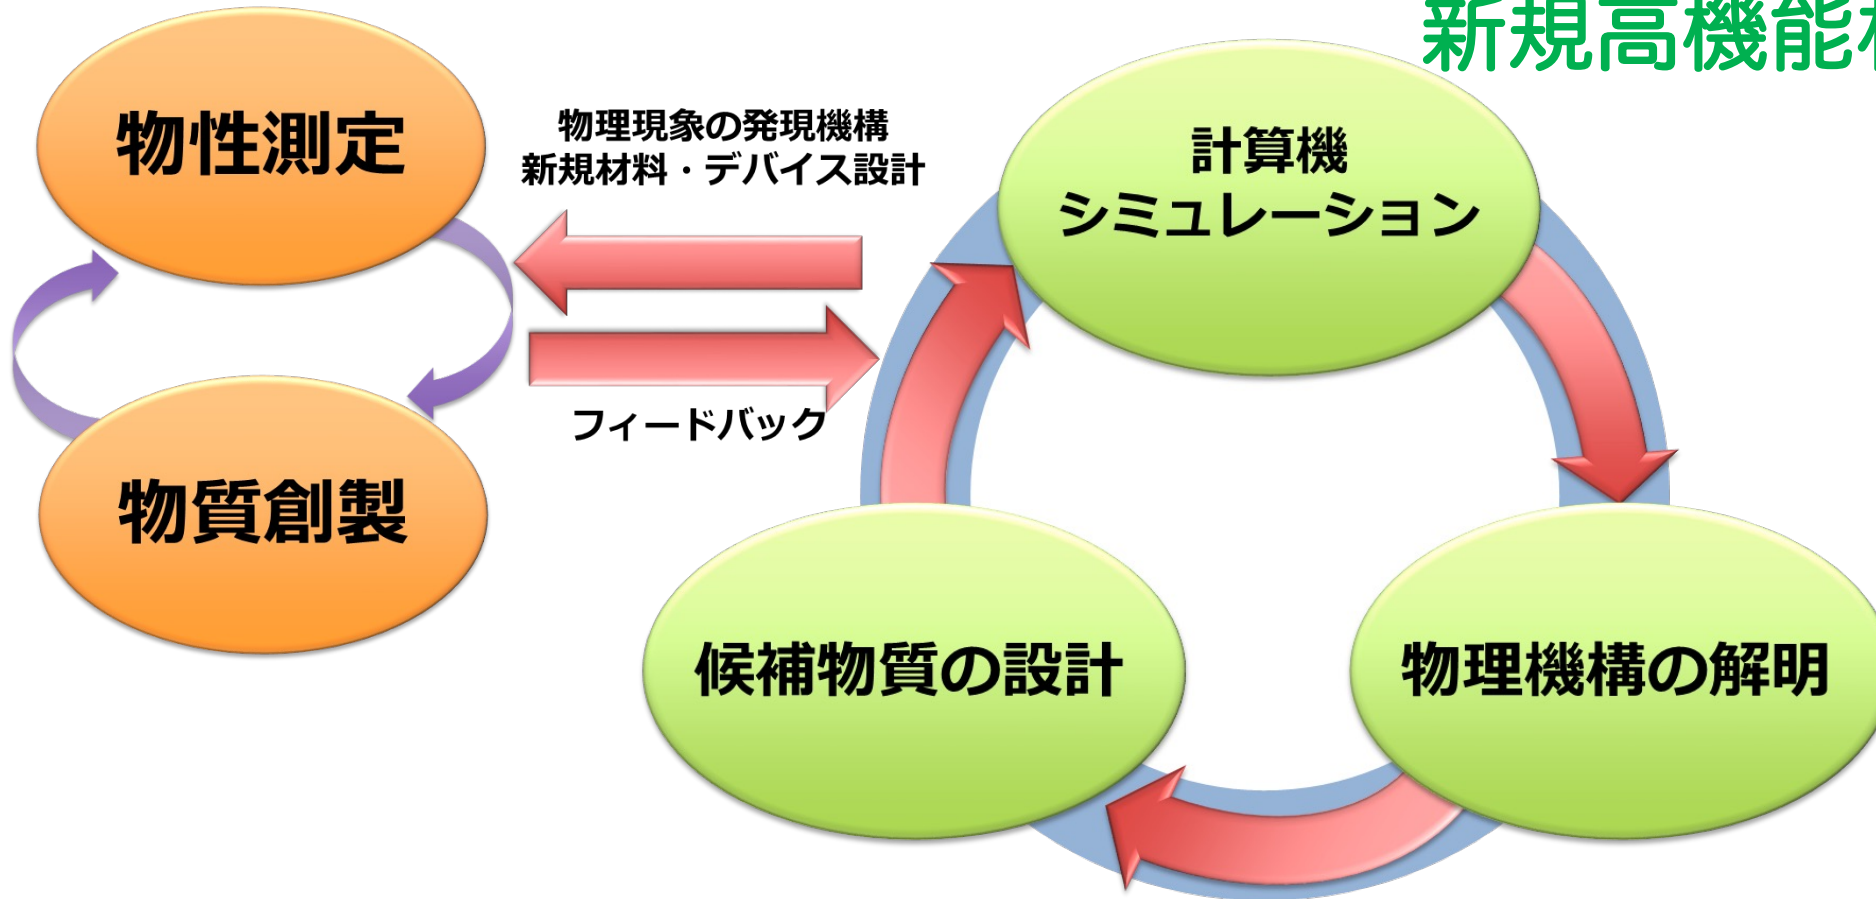 新規高機能
物性測定
物理現象の発現機構
新規材料・デバイス設計
計算機
シミュレーション
フィードバック
物質創製
候補物質の設計
物理機構の解明